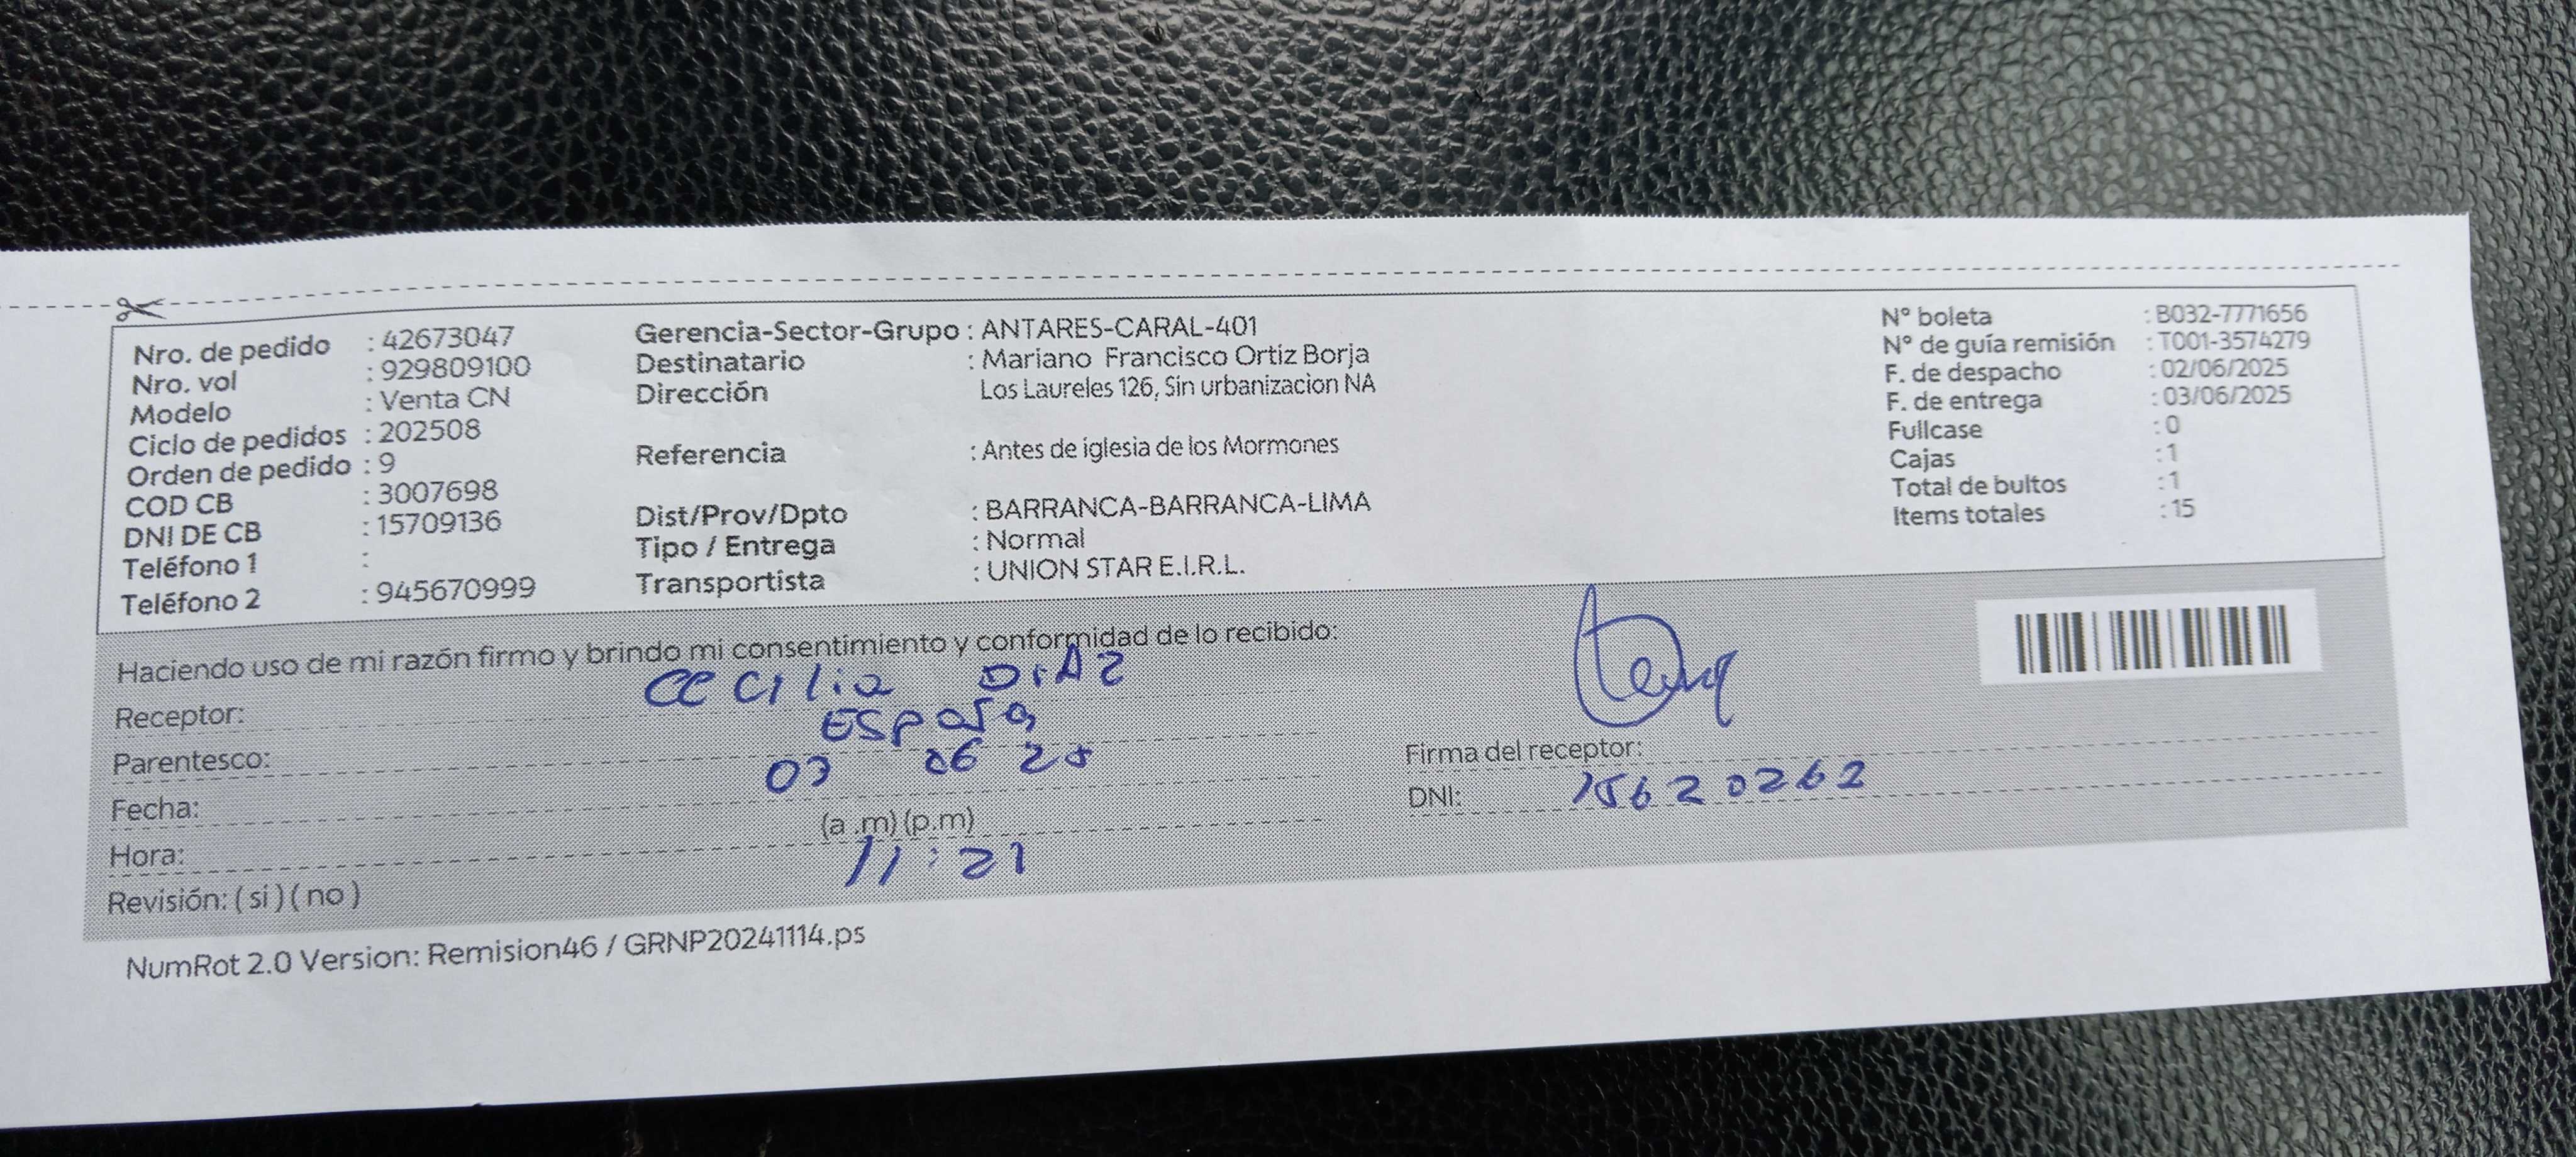 Nro. de pedido : 42673047
Nro. vol : 929809100
Modelo : Venta CN
Ciclo de pedidos : 202508
Orden de pedido : 9
COD CB : 3007698
DNI DE CB : 15709136
Teléfono 1 :
Teléfono 2 : 945670999
Gerencia-Sector-Grupo : ANTARES-CARAL-401
Destinatario : Mariano Francisco Ortiz Borja
Dirección Los Laureles 126, Sin urbanizacion NA
Referencia : Antes de iglesia de los Mormones
Dist/Prov/Dpto : BARRANCA-BARRANCA-LIMA
Tipo / Entrega : Normal
Transportista : UNION STAR E.I.R.L.
N° boleta : B032-7771656
N° de guía remisión : T001-3574279
F. de despacho : 02/06/2025
F. de entrega : 03/06/2025
Fullcase : 0
Cajas : 1
Total de bultos : 1
Items totales : 15
Haciendo uso de mi razón firmo y brindo mi consentimiento y conformidad de lo recibido:
Receptor: CECILIA DIAZ
Parentesco: ESPOSA
Fecha: 03 06 25
Hora: (a .m) (p.m)
11:21
Revisión: ( si ) ( no )
Firma del receptor:
DNI: 15620262
NumRot 2.0 Version: Remision46 / GRNP20241114.ps